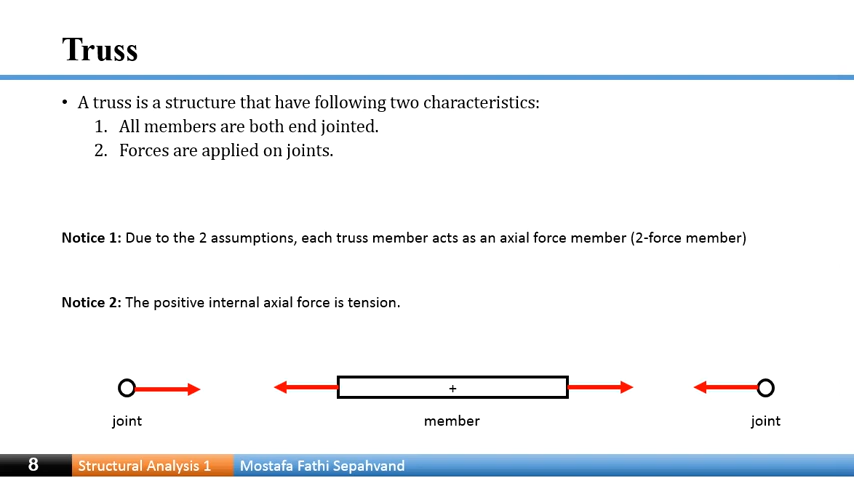 Truss
• A truss is a structure that have following two characteristics:
1. All members are both end jointed.
2. Forces are applied on joints.
Notice 1: Due to the 2 assumptions, each truss member acts as an axial force member (2-force member)
Notice 2: The positive internal axial force is tension.
+
joint member joint
8 Structural Analysis 1 Mostafa Fathi Sepahvand